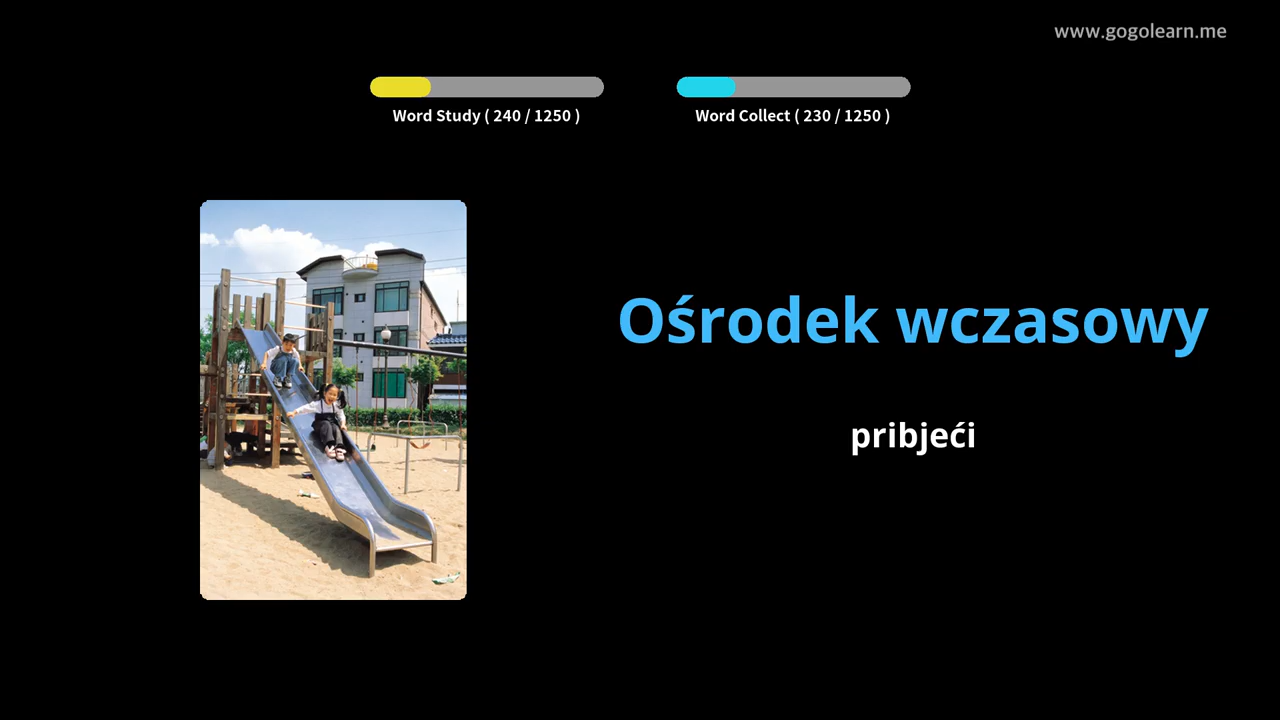 www.gogolearn.me
Word Study ( 240 / 1250 )
Word Collect ( 230 / 1250 )
Ośrodek wczasowy
pribjeći